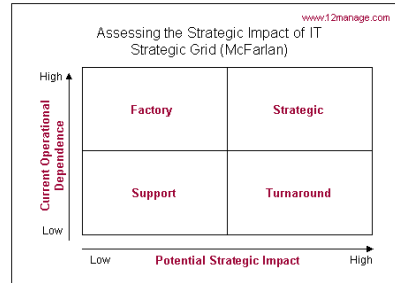 www.12manage.com
Assessing the Strategic Impact of IT
Strategic Grid (McFarlan)
High
Factory
Strategic
Current Operational
Dependence
Support
Turnaround
Low
Low
Potential Strategic Impact
High